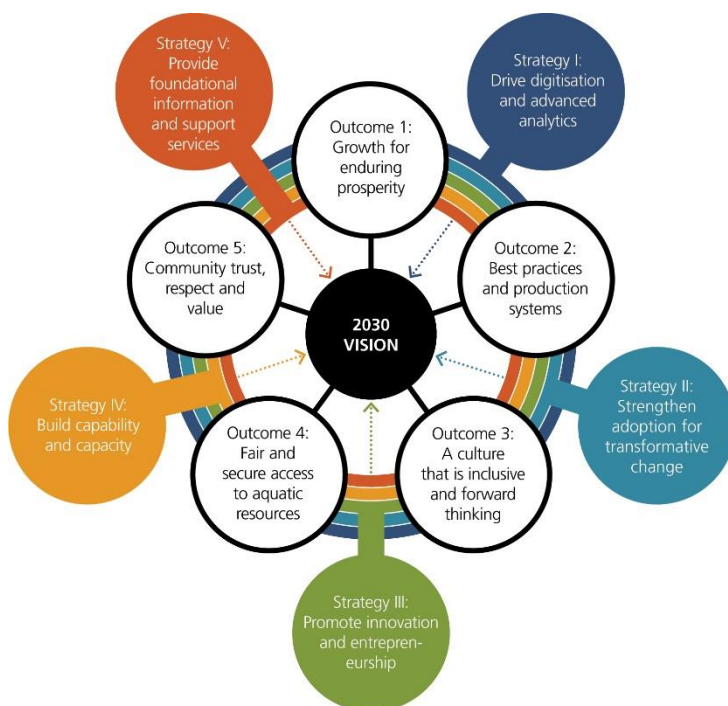 Strategy V:
Provide
foundational
information
and support
services
Strategy I:
Drive digitisation
and advanced
analytics
Outcome 1:
Growth for
enduring
prosperity
Outcome 5:
Community trust,
respect and
value
Outcome 2:
Best practices
and production
systems
2030
VISION
Strategy IV:
Build capability
and capacity
Strategy II:
Strengthen
adoption for
transformative
change
Outcome 4:
Fair and
secure access
to aquatic
resources
Outcome 3:
A culture
that is inclusive
and forward
thinking
Strategy III:
Promote innovation
and entrepren-
eurship